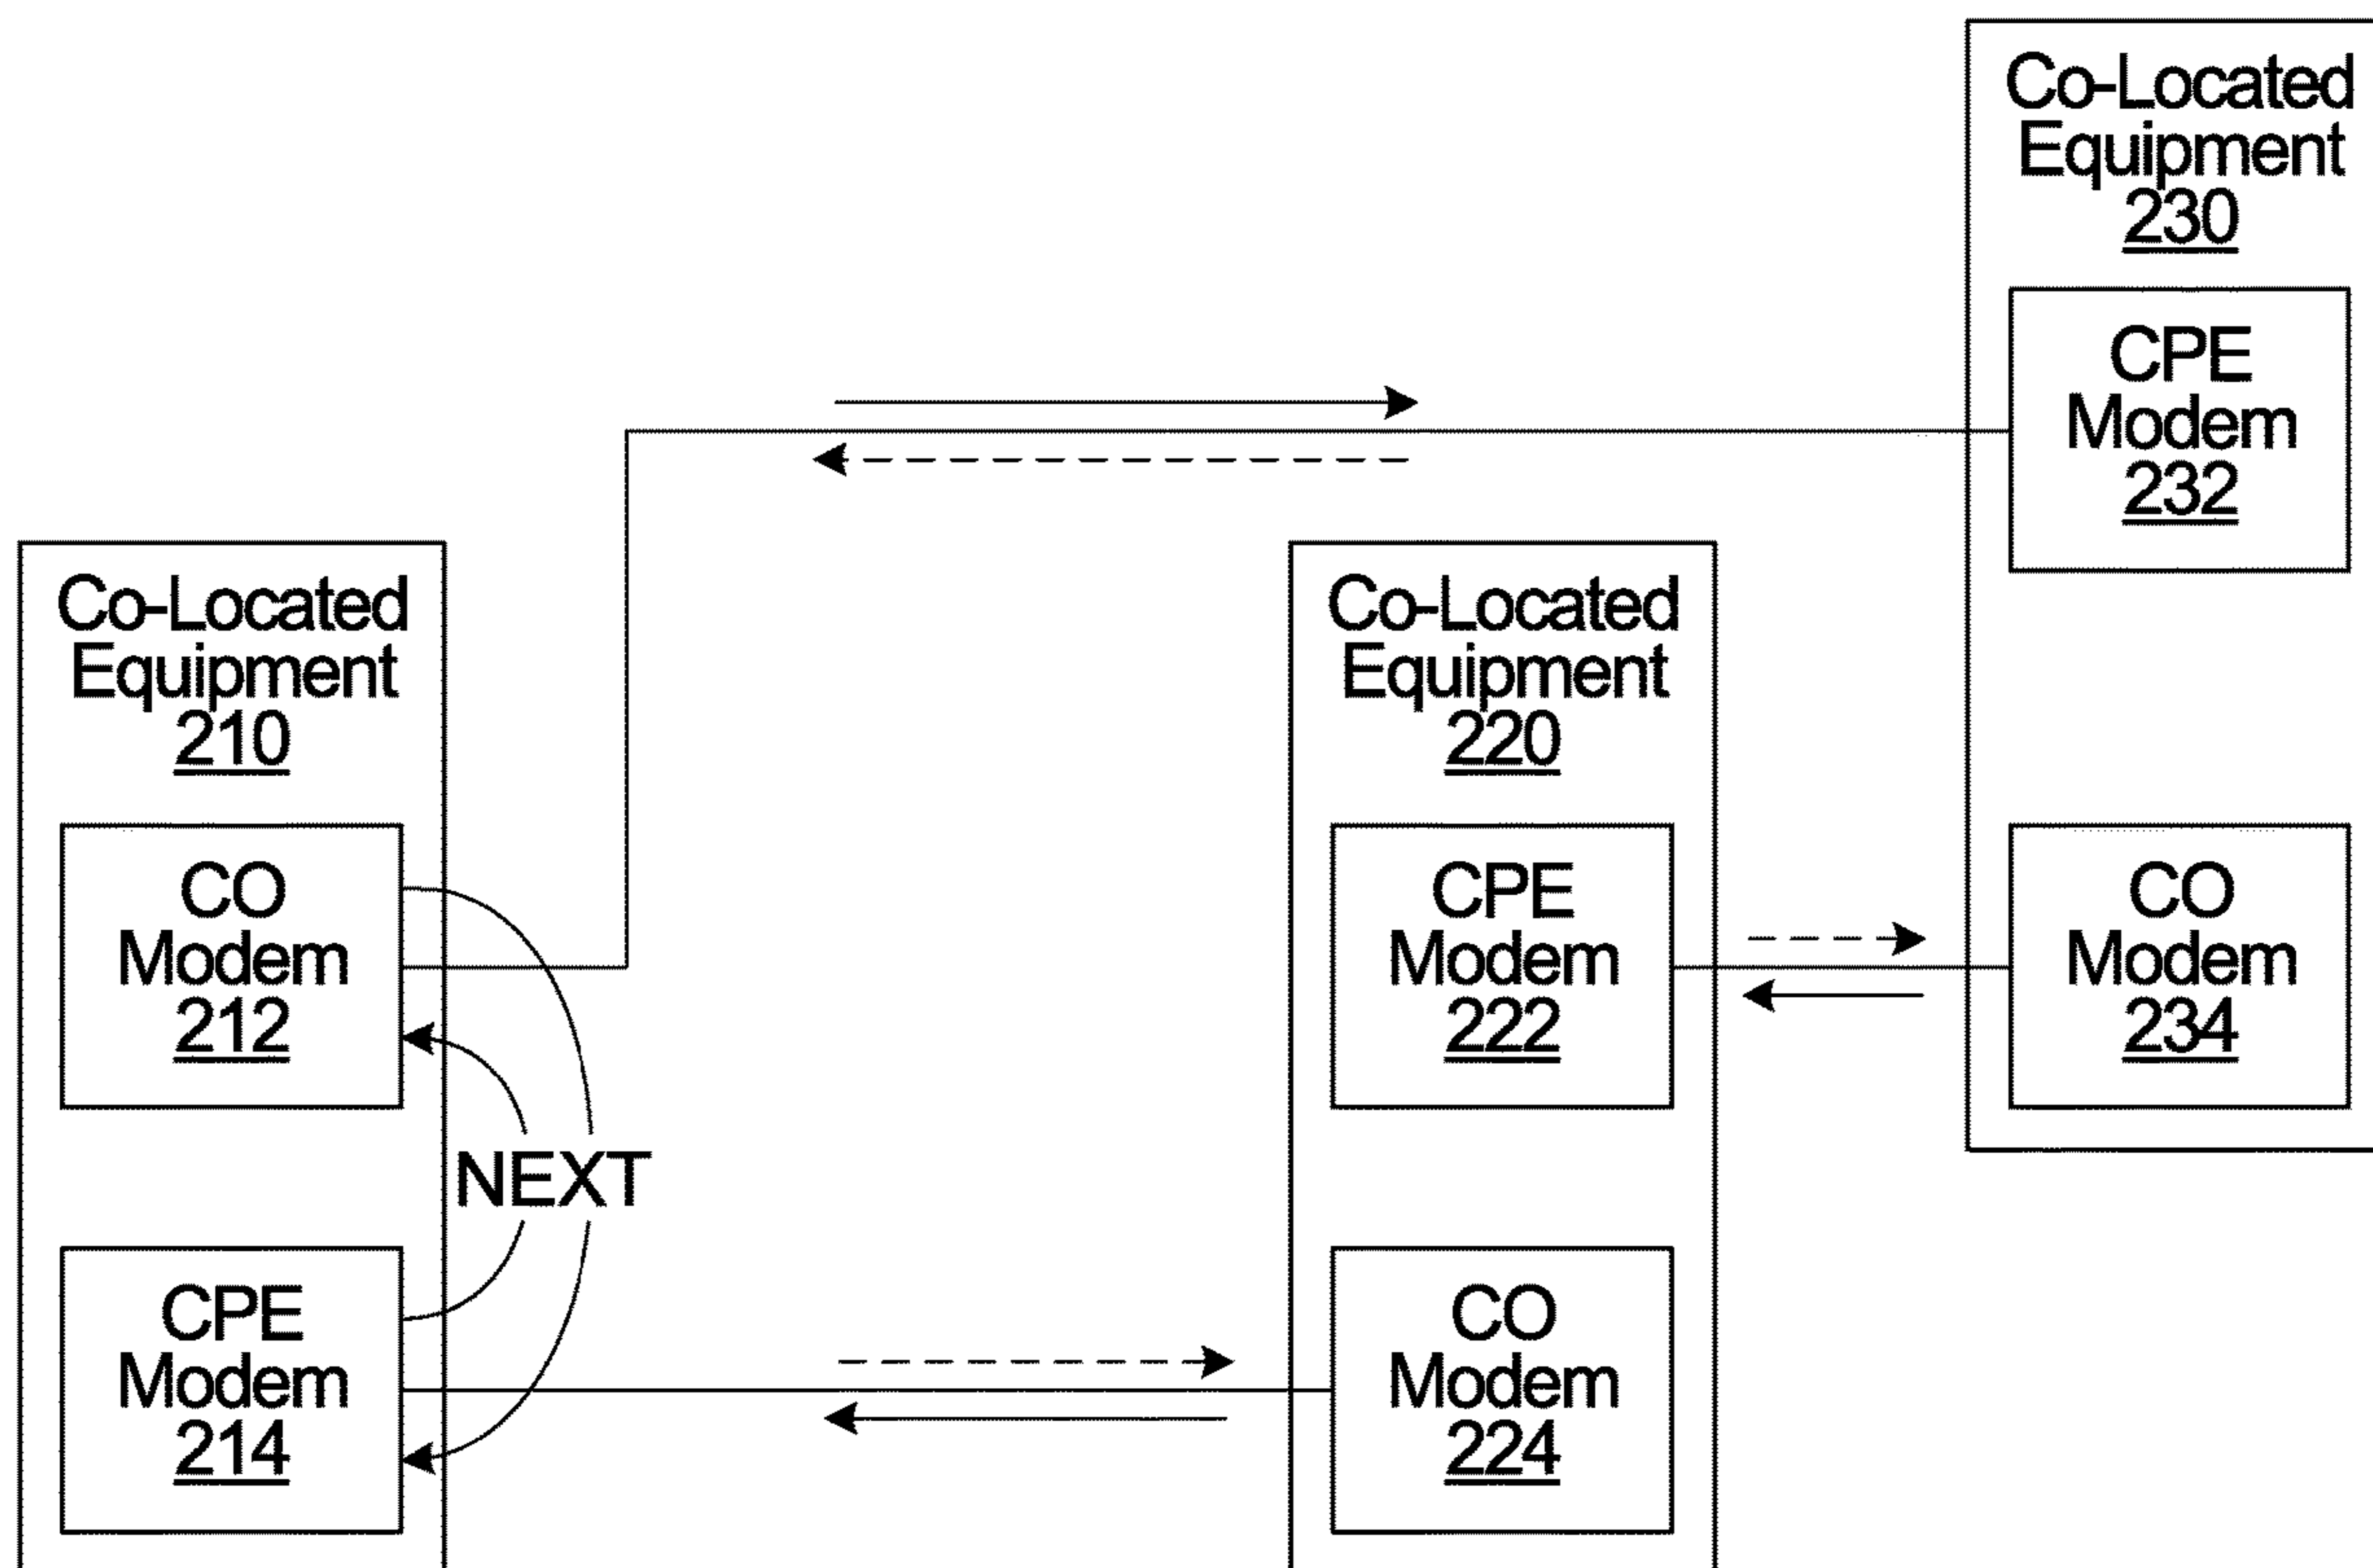 Co-Located
Equipment
230
CPE
Modem
232
CO
Modem
234
Co-Located
Equipment
210
CO
Modem
212
NEXT
CPE
Modem
214
Co-Located
Equipment
220
CPE
Modem
222
CO
Modem
224